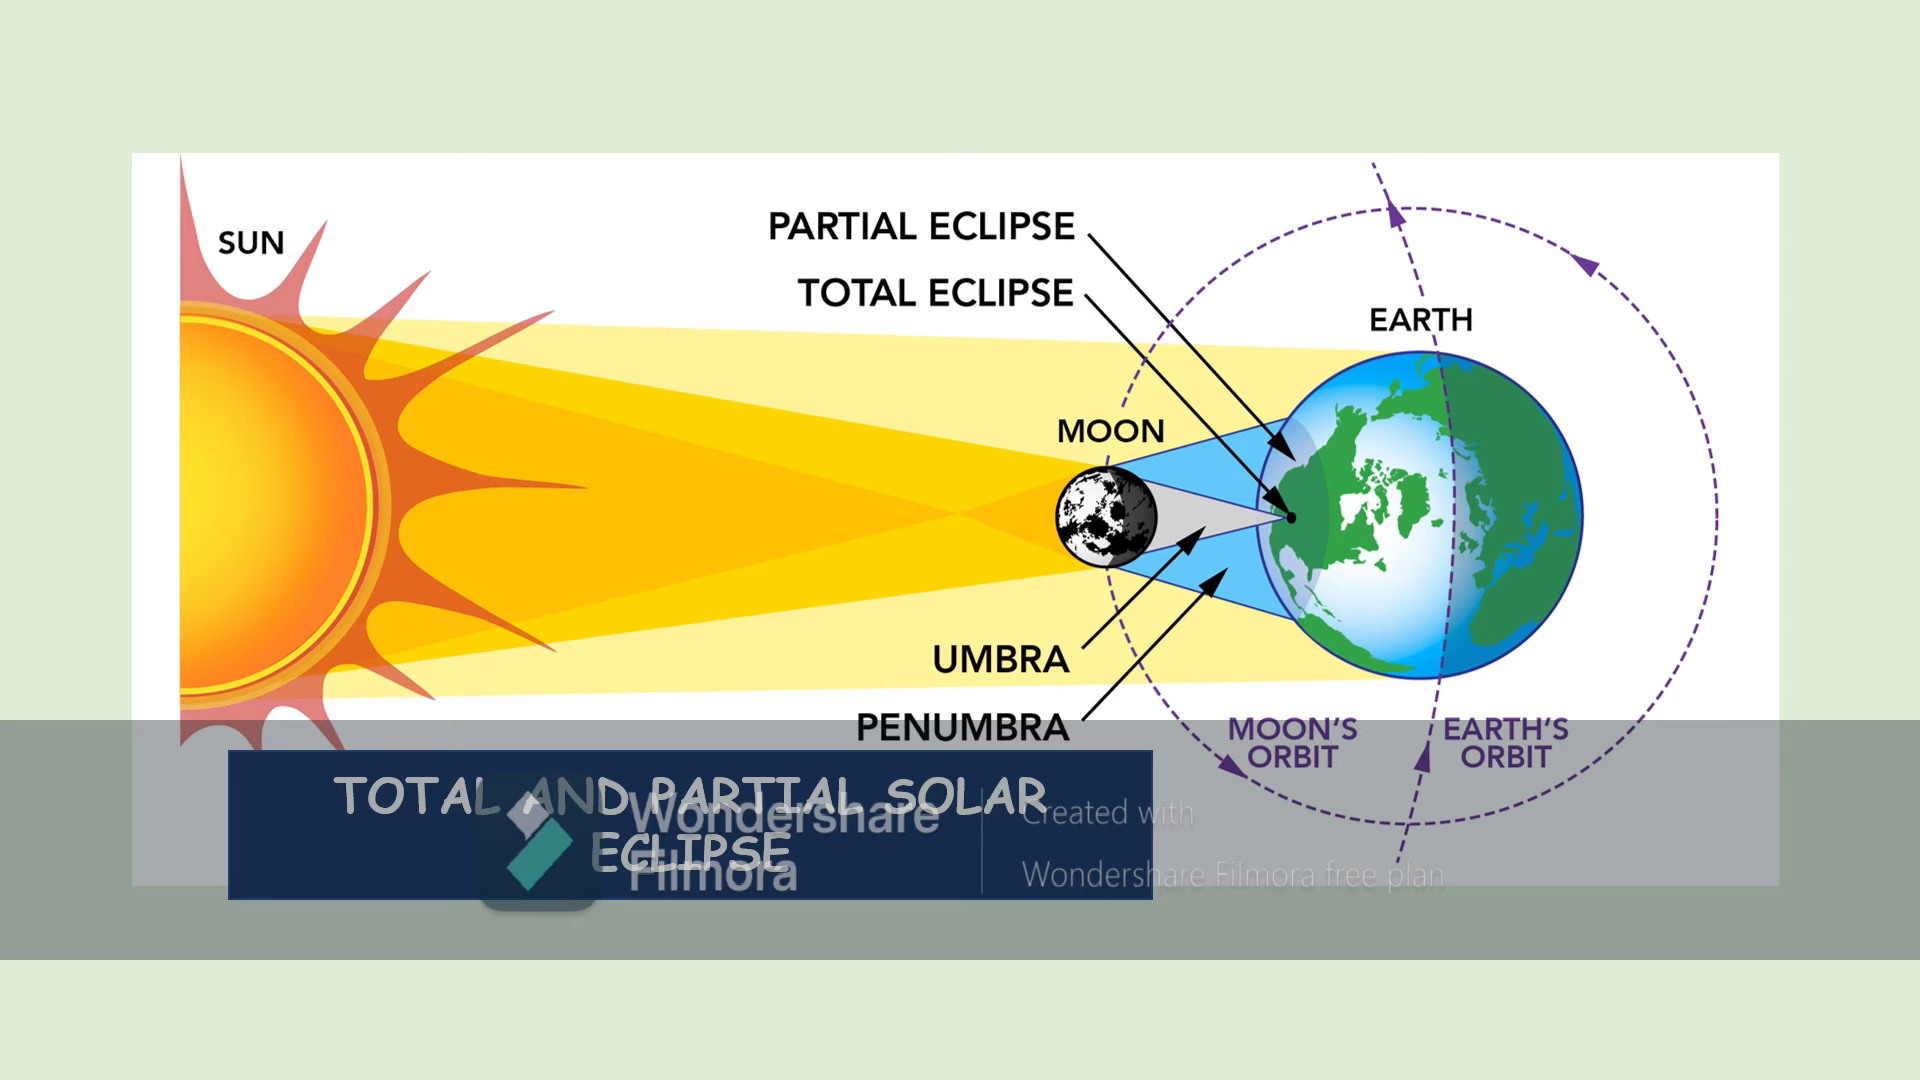 SUN
PARTIAL ECLIPSE
TOTAL ECLIPSE
EARTH
MOON
UMBRA
PENUMBRA
MOON'S
ORBIT
EARTH'S
ORBIT
TOTAL AND PARTIAL SOLAR
ECLIPSE
Wondershare
Filmora
Created with
Wondershare Filmora free plan